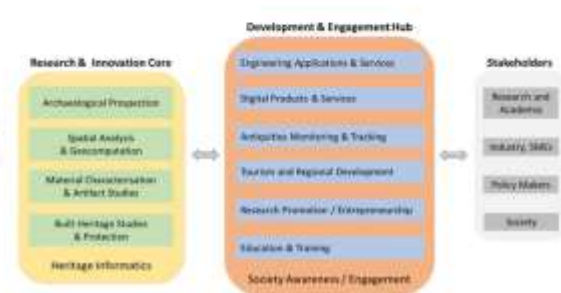 Development & Engagement Hub
Research & Innovation Core
Stakeholders
Archaeological Prospection
Spatial Analysis
& Geocomputation
Material Characterisation
& Artifact Studies
Built Heritage Studies
& Protection
Heritage Informatics
Engineering Applications & Services
Digital Products & Services
Antiquities Monitoring & Tracking
Tourism and Regional Development
Research Promotion / Entrepreneurship
Education & Training
Society Awareness / Engagement
Research and
Academia
Industry, SMEs
Policy Makers
Society